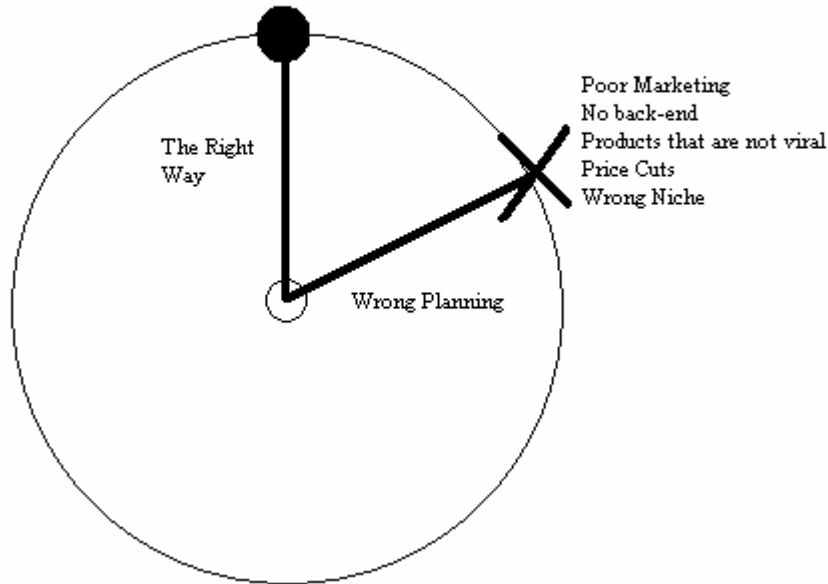 Poor Marketing
No back-end
Products that are not viral
Price Cuts
Wrong Niche
The Right
Way
Wrong Planning